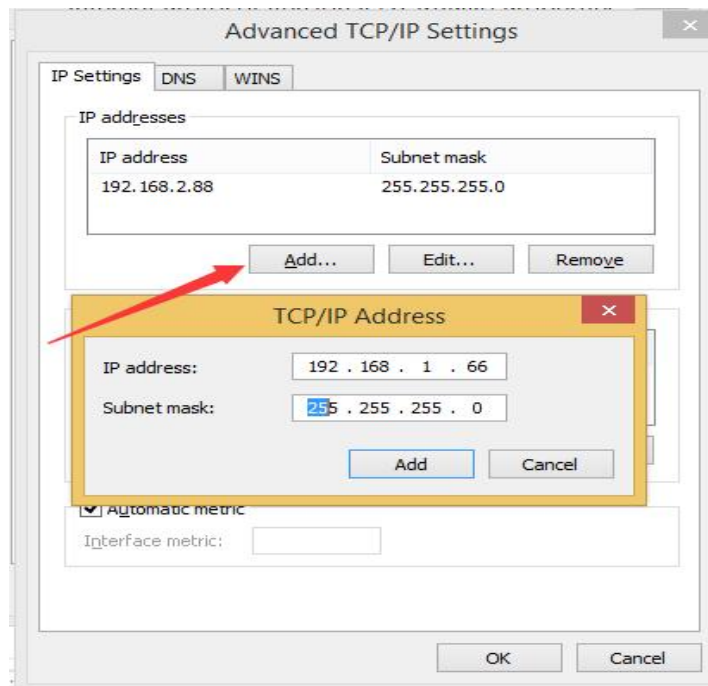 Advanced TCP/IP Settings
IP Settings DNS WINS
IP addresses
IP address Subnet mask
192.168.2.88 255.255.255.0
Add... Edit... Remove
TCP/IP Address
IP address: 192 . 168 . 1 . 66
Subnet mask: 255 . 255 . 255 . 0
Add Cancel
Automatic metric
Interface metric:
OK Cancel